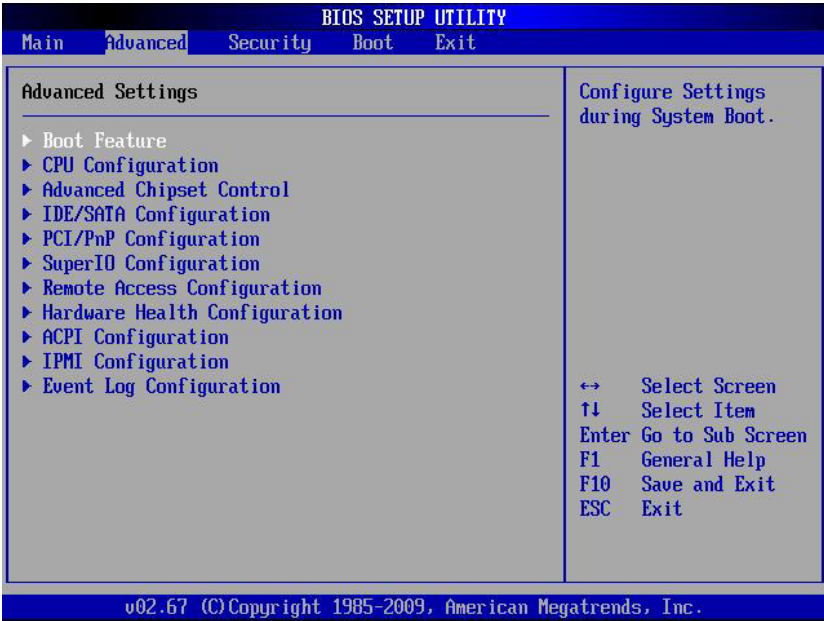 BIOS SETUP UTILITY
Main Advanced Security Boot Exit
Advanced Settings
Boot Feature
CPU Configuration
Advanced Chipset Control
IDE/SATA Configuration
PCI/PnP Configuration
SuperIO Configuration
Remote Access Configuration
Hardware Health Configuration
ACPI Configuration
IPMI Configuration
Event Log Configuration
Configure Settings
during System Boot.
↔ Select Screen
↑↓ Select Item
Enter Go to Sub Screen
F1 General Help
F10 Save and Exit
ESC Exit
v02.67 (C)Copyright 1985-2009, American Megatrends, Inc.